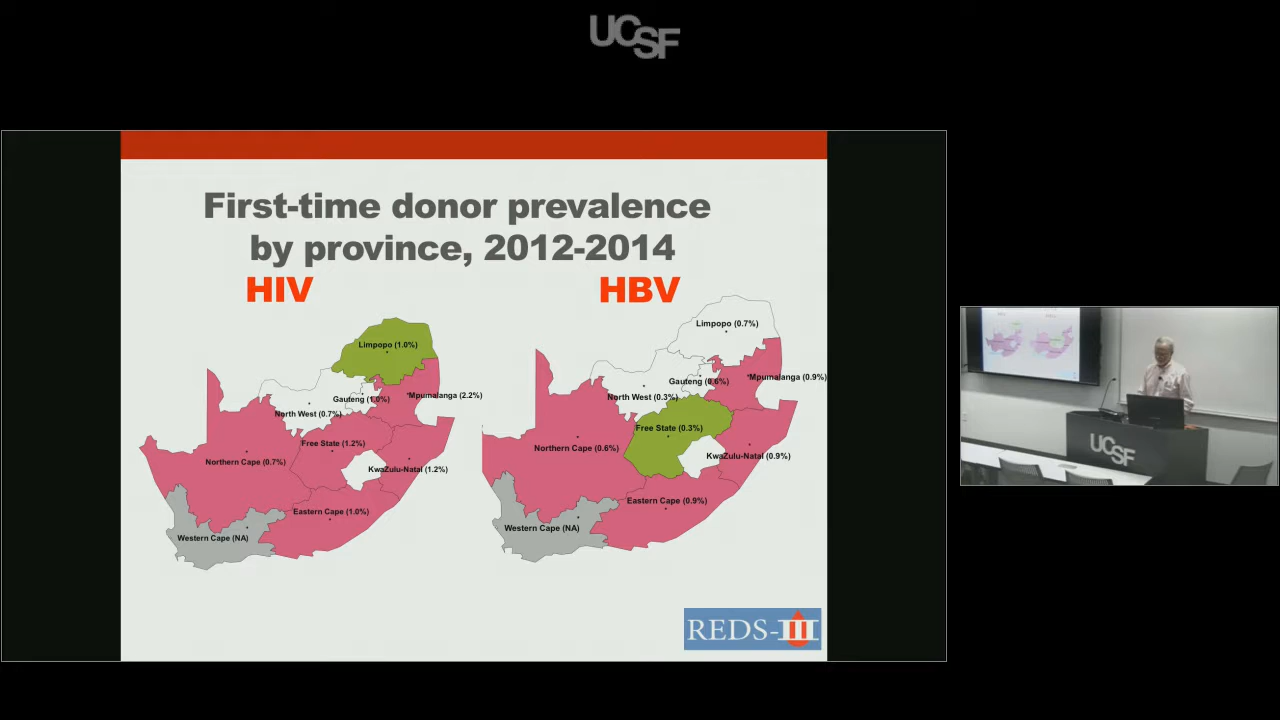 UCSF
First-time donor prevalence
by province, 2012-2014
HIV
HBV
Limpopo (1.0%)
Gauteng (1.0%)
Mpumalanga (2.2%)
North West (0.7%)
Free State (1.2%)
Northern Cape (0.7%)
KwaZulu-Natal (1.2%)
Eastern Cape (1.0%)
Western Cape (NA)
Limpopo (0.7%)
Gauteng (0.6%)
Mpumalanga (0.9%)
North West (0.3%)
Free State (0.3%)
Northern Cape (0.6%)
KwaZulu-Natal (0.9%)
Eastern Cape (0.9%)
Western Cape (NA)
REDS-III
UCSF